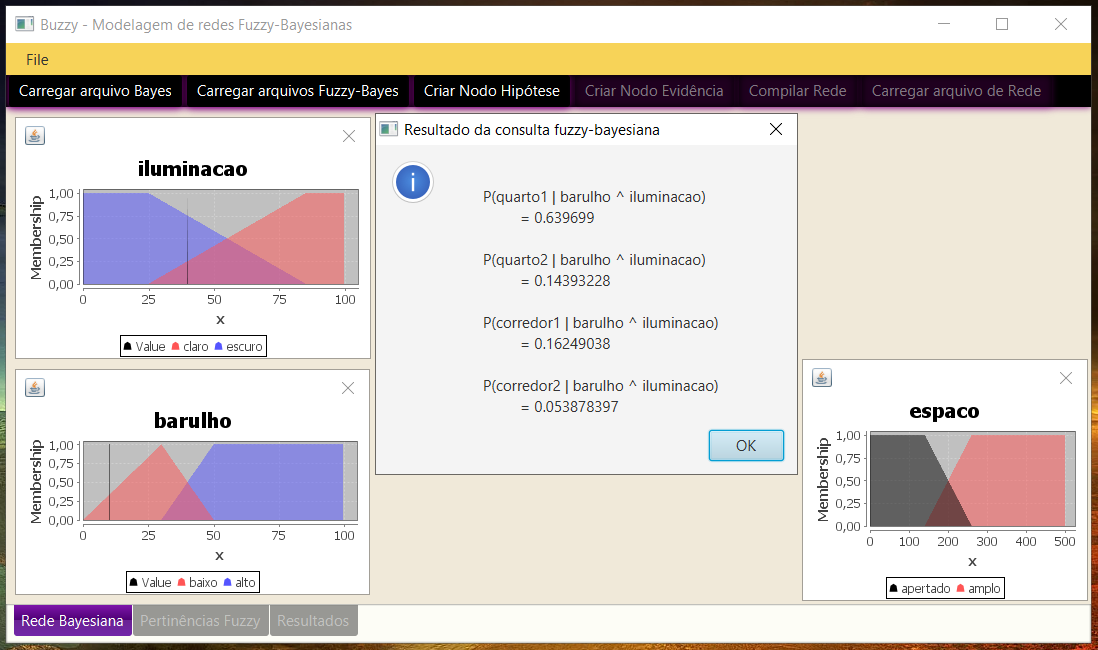 Buzzy - Modelagem de redes Fuzzy-Bayesianas
File
Carregar arquivo Bayes
Carregar arquivos Fuzzy-Bayes
Criar Nodo Hipótese
Criar Nodo Evidência
Compilar Rede
Carregar arquivo de Rede
iluminacao
Membership
1,00
0,75
0,50
0,25
0,00
0 25 50 75 100
x
Value claro escuro
barulho
Membership
1,00
0,75
0,50
0,25
0,00
0 25 50 75 100
x
Value baixo alto
Resultado da consulta fuzzy-bayesiana
P(quarto1 | barulho ^ iluminacao)
= 0.639699
P(quarto2 | barulho ^ iluminacao)
= 0.14393228
P(corredor1 | barulho ^ iluminacao)
= 0.16249038
P(corredor2 | barulho ^ iluminacao)
= 0.053878397
OK
espaco
Membership
1,00
0,75
0,50
0,25
0,00
0 100 200 300 400 500
x
apertado amplo
Rede Bayesiana
Pertinências Fuzzy
Resultados